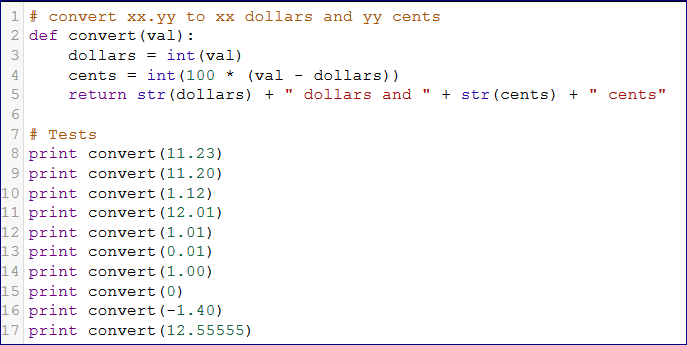 1 # convert xx.yy to xx dollars and yy cents
2 def convert(val):
3     dollars = int(val)
4     cents = int(100 * (val - dollars))
5     return str(dollars) + " dollars and " + str(cents) + " cents"
6
7 # Tests
8 print convert(11.23)
9 print convert(11.20)
10 print convert(1.12)
11 print convert(12.01)
12 print convert(1.01)
13 print convert(0.01)
14 print convert(1.00)
15 print convert(0)
16 print convert(-1.40)
17 print convert(12.55555)